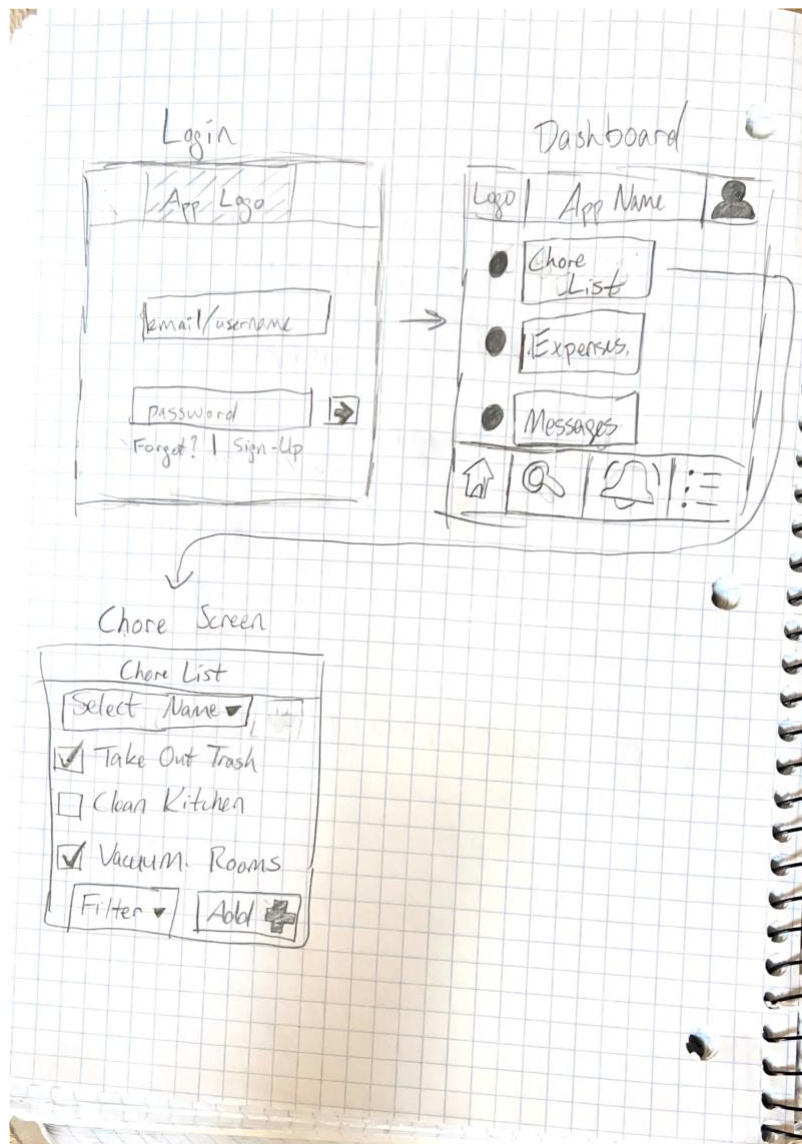 Login
App Logo
email/username
password
Forgot? | Sign-Up
Dashboard
Logo | App Name
Chore
List
Expenses
Messages
Chore Screen
Chore List
Select Name
Take Out Trash
Clean Kitchen
Vacuum. Rooms
Filter
Add